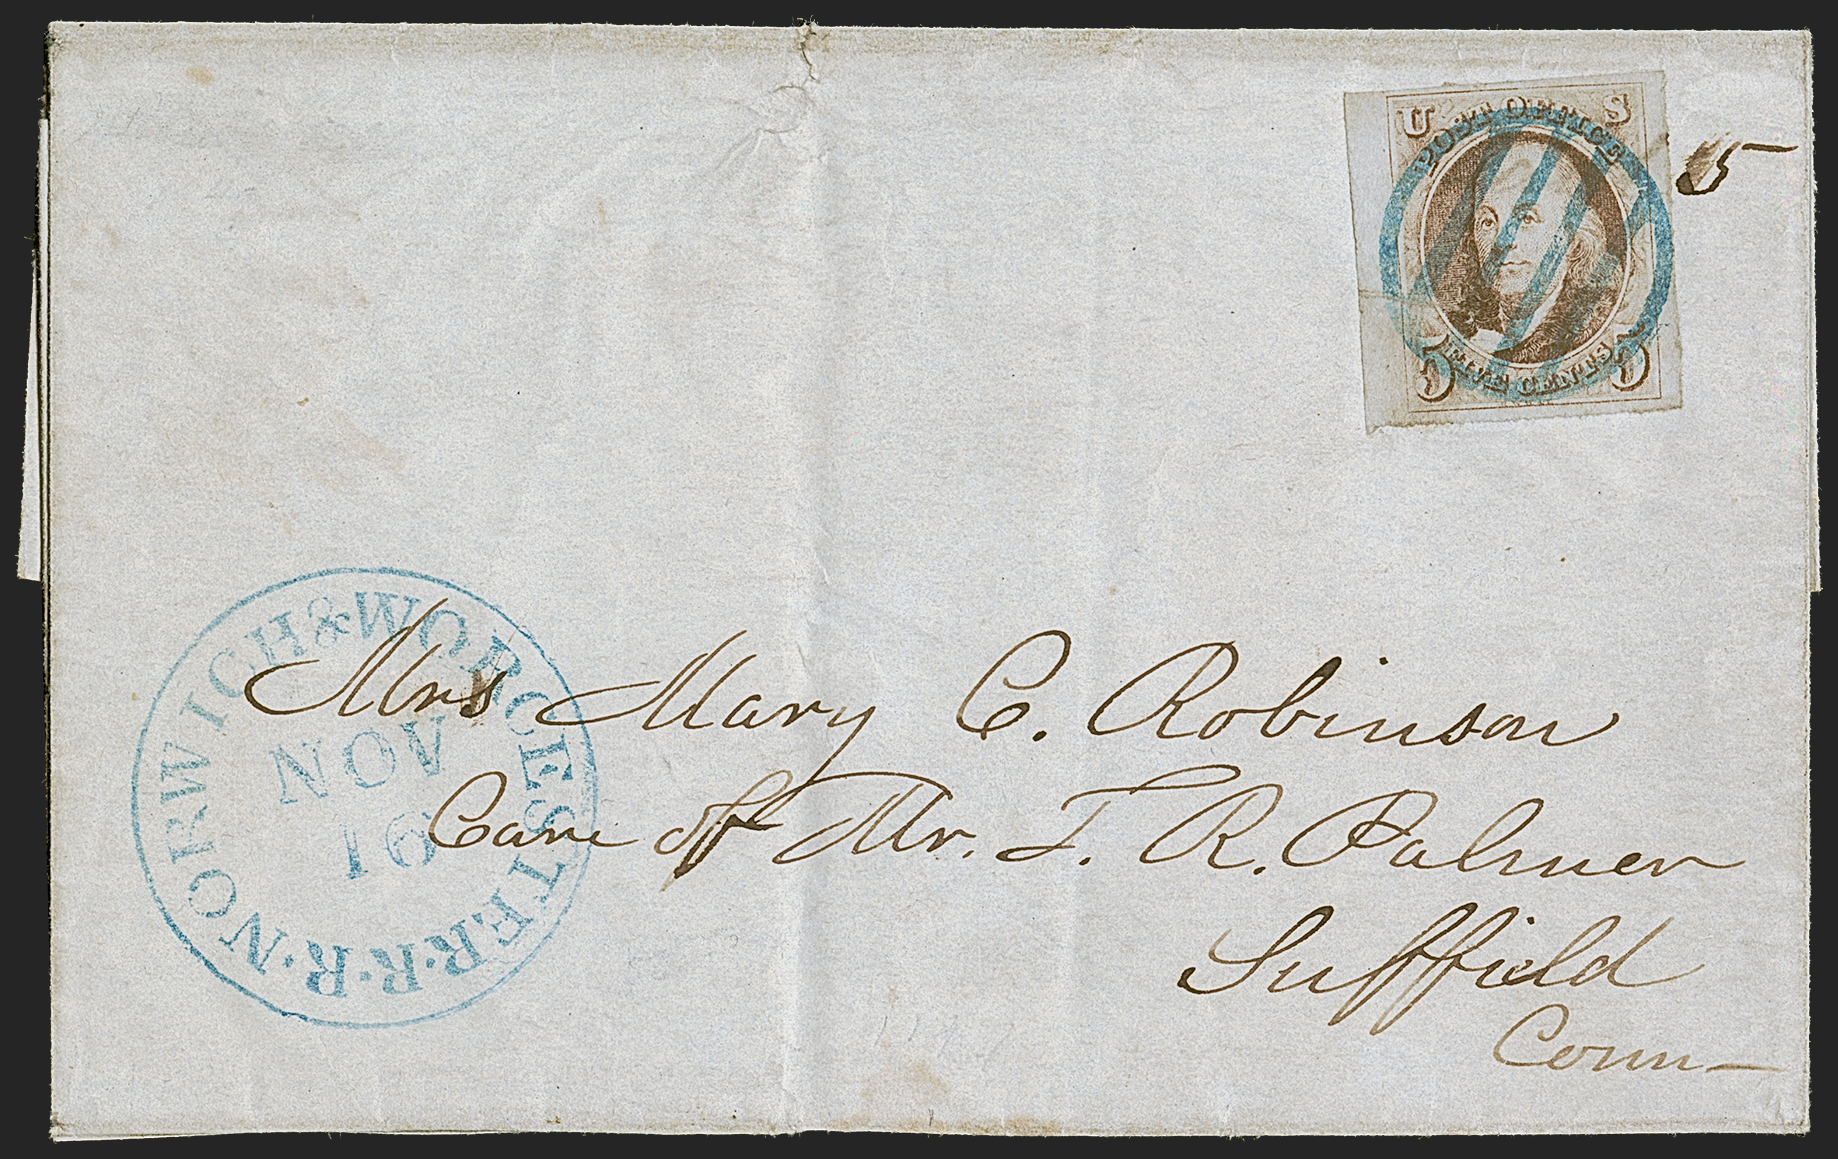 U S
POST OFFICE
5 FIVE CENTS 5
5
NORWICH & WORCESTER. R. R.
NOV
16
Mrs Mary C. Robinson
Care of Mr. T. R. Palmer
Suffield
Conn—